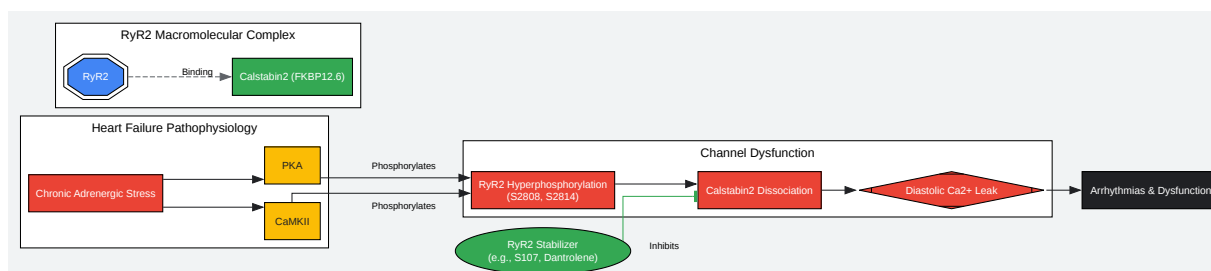 RyR2 Macromolecular Complex
RyR2
Binding
Calstabin2 (FKBP12.6)
Heart Failure Pathophysiology
Chronic Adrenergic Stress
PKA
CaMKII
Phosphorylates
Phosphorylates
Channel Dysfunction
RyR2 Hyperphosphorylation
(S2808, S2814)
Calstabin2 Dissociation
Diastolic Ca2+ Leak
Arrhythmias & Dysfunction
RyR2 Stabilizer
(e.g., S107, Dantrolene)
Inhibits